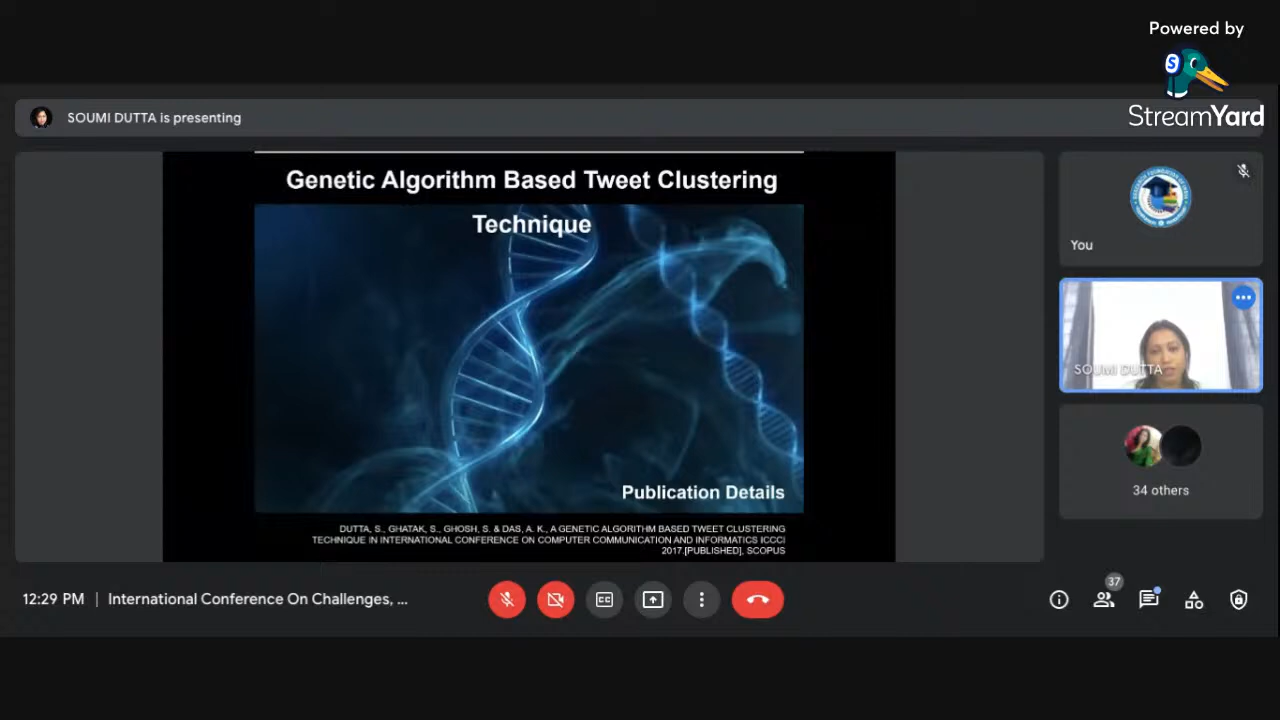 Powered by
StreamYard
SOUMI DUTTA is presenting
Genetic Algorithm Based Tweet Clustering
Technique
Publication Details
DUTTA, S., GHATAK, S., GHOSH, S. & DAS, A. K., A GENETIC ALGORITHM BASED TWEET CLUSTERING
TECHNIQUE IN INTERNATIONAL CONFERENCE ON COMPUTER COMMUNICATION AND INFORMATICS ICCCI
2017.[PUBLISHED], SCOPUS
You
SOUMI DUTTA
34 others
12:29 PM | International Conference On Challenges, ...
CC
37